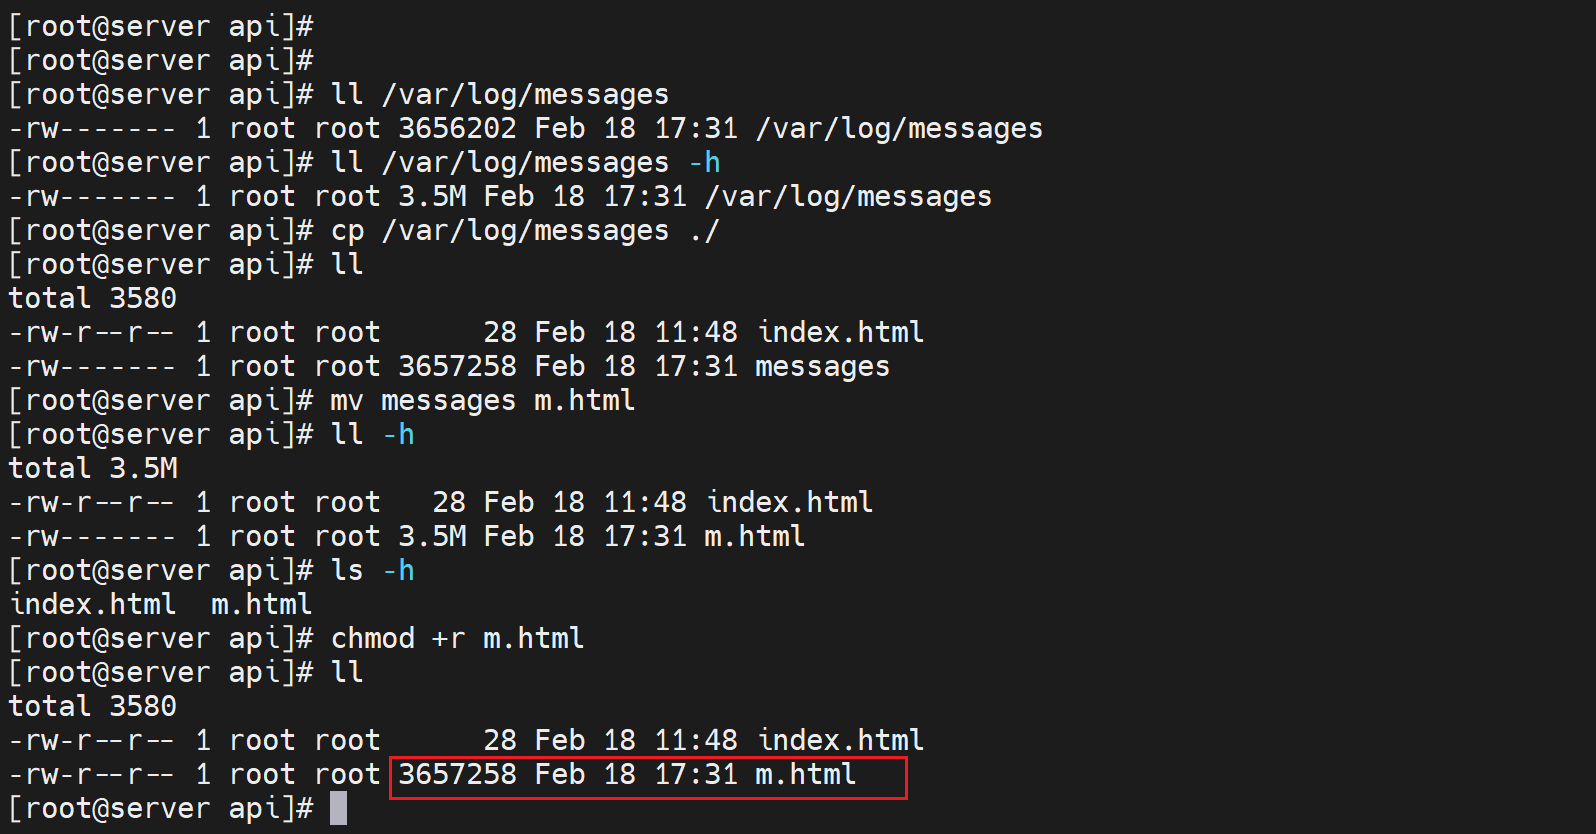 [root@server api]#
[root@server api]#
[root@server api]# ll /var/log/messages
-rw------- 1 root root 3656202 Feb 18 17:31 /var/log/messages
[root@server api]# ll /var/log/messages -h
-rw------- 1 root root 3.5M Feb 18 17:31 /var/log/messages
[root@server api]# cp /var/log/messages ./
[root@server api]# ll
total 3580
-rw-r--r-- 1 root root      28 Feb 18 11:48 index.html
-rw------- 1 root root 3657258 Feb 18 17:31 messages
[root@server api]# mv messages m.html
[root@server api]# ll -h
total 3.5M
-rw-r--r-- 1 root root   28 Feb 18 11:48 index.html
-rw------- 1 root root 3.5M Feb 18 17:31 m.html
[root@server api]# ls -h
index.html  m.html
[root@server api]# chmod +r m.html
[root@server api]# ll
total 3580
-rw-r--r-- 1 root root      28 Feb 18 11:48 index.html
-rw-r--r-- 1 root root 3657258 Feb 18 17:31 m.html
[root@server api]#